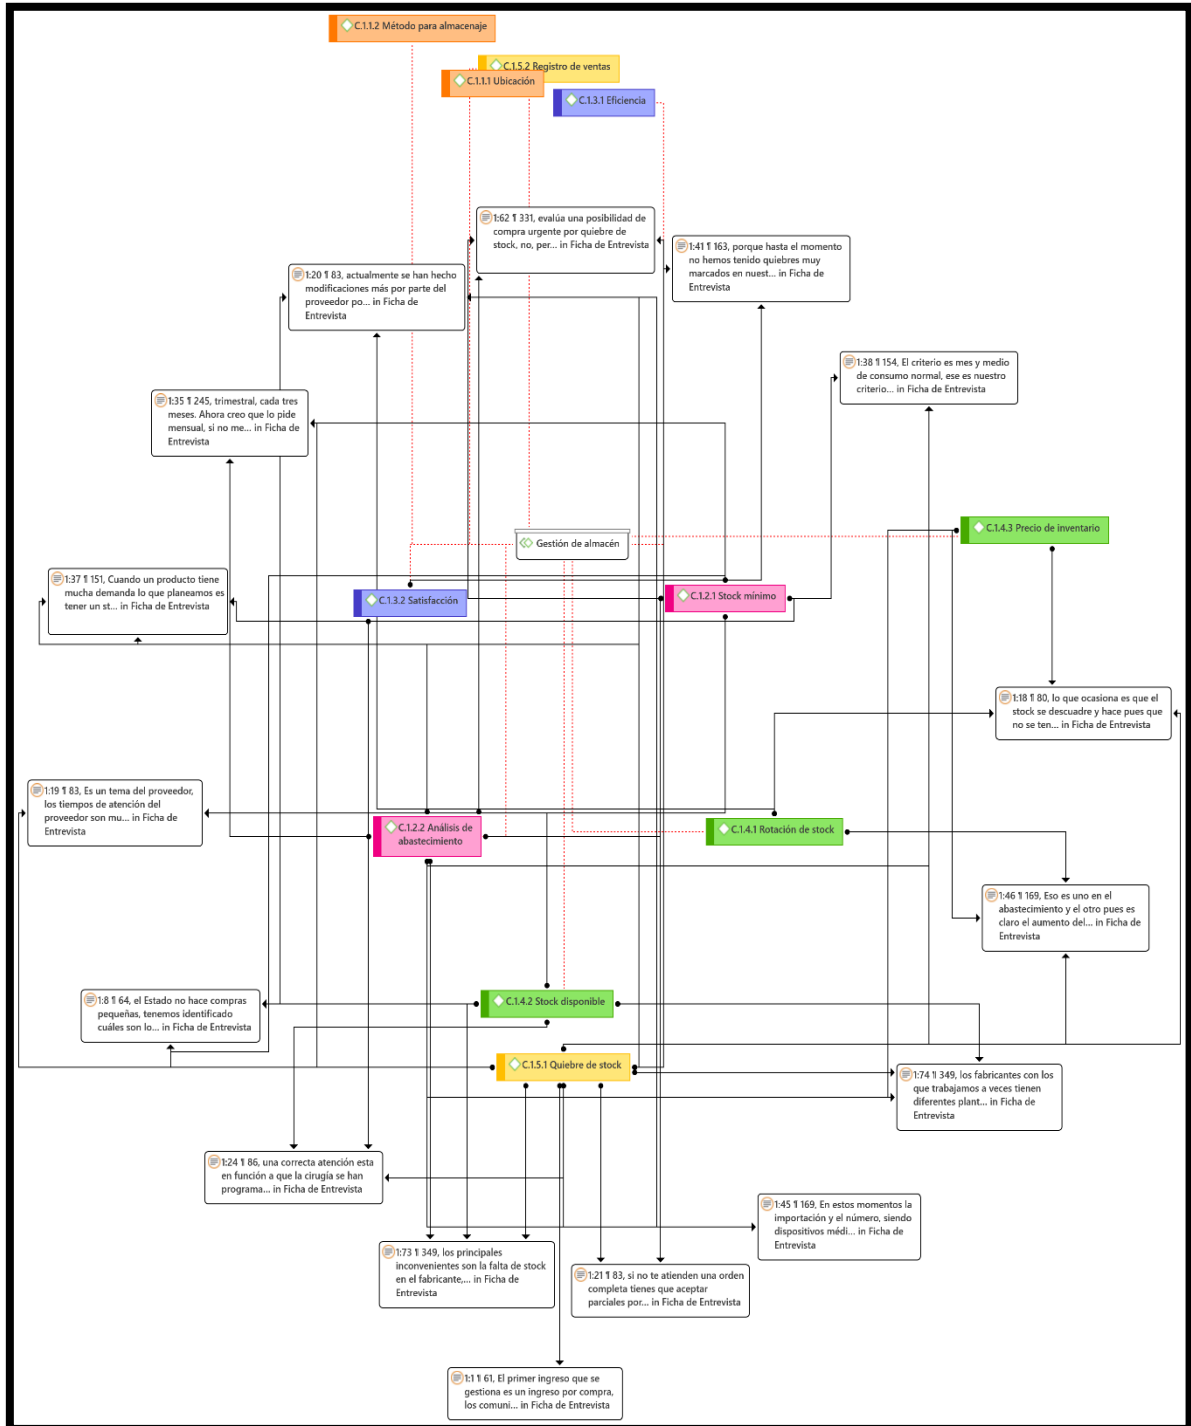 C.1.1.2 Método para almacenaje
C.1.5.2 Registro de ventas
C.1.1.1 Ubicación
C.1.3.1 Eficiencia
1:62 ¶ 331, evalúa una posibilidad de
compra urgente por quiebre de
stock, no, per... in Ficha de
Entrevista
1:41 ¶ 163, porque hasta el momento
no hemos tenido quiebres muy
marcados en nuest... in Ficha de
Entrevista
1:20 ¶ 83, actualmente se han hecho
modificaciones más por parte del
proveedor po... in Ficha de
Entrevista
1:38 ¶ 154, El criterio es mes y medio
de consumo normal, ese es nuestro
criterio... in Ficha de Entrevista
1:35 ¶ 245, trimestral, cada tres
meses. Ahora creo que lo pide
mensual, si no me... in Ficha de
Entrevista
C.1.4.3 Precio de inventario
Gestión de almacén
1:37 ¶ 151, Cuando un producto tiene
mucha demanda lo que planeamos es
tener un st... in Ficha de Entrevista
C.1.3.2 Satisfacción
C.1.2.1 Stock mínimo
1:18 ¶ 80, lo que ocasiona es que el
stock se descuadre y hace pues que
no se ten... in Ficha de Entrevista
1:19 ¶ 83, Es un tema del proveedor,
los tiempos de atención del
proveedor son mu... in Ficha de
Entrevista
C.1.2.2 Análisis de
abastecimiento
C.1.4.1 Rotación de stock
1:46 ¶ 169, Eso es uno en el
abastecimiento y el otro pues es
claro el aumento del... in Ficha de
Entrevista
1:8 ¶ 64, el Estado no hace compras
pequeñas, tenemos identificado
cuáles son lo... in Ficha de Entrevista
C.1.4.2 Stock disponible
C.1.5.1 Quiebre de stock
1:74 ¶ 349, los fabricantes con los
que trabajamos a veces tienen
diferentes plant... in Ficha de
Entrevista
1:24 ¶ 86, una correcta atención esta
en función a que la cirugía se han
programa... in Ficha de Entrevista
1:45 ¶ 169, En estos momentos la
importación y el número, siendo
dispositivos médi... in Ficha de
Entrevista
1:73 ¶ 349, los principales
inconvenientes son la falta de stock
en el fabricante,... in Ficha de
Entrevista
1:21 ¶ 83, si no te atienden una orden
completa tienes que aceptar
parciales por... in Ficha de Entrevista
1:1 ¶ 61, El primer ingreso que se
gestiona es un ingreso por compra,
los comuni... in Ficha de Entrevista